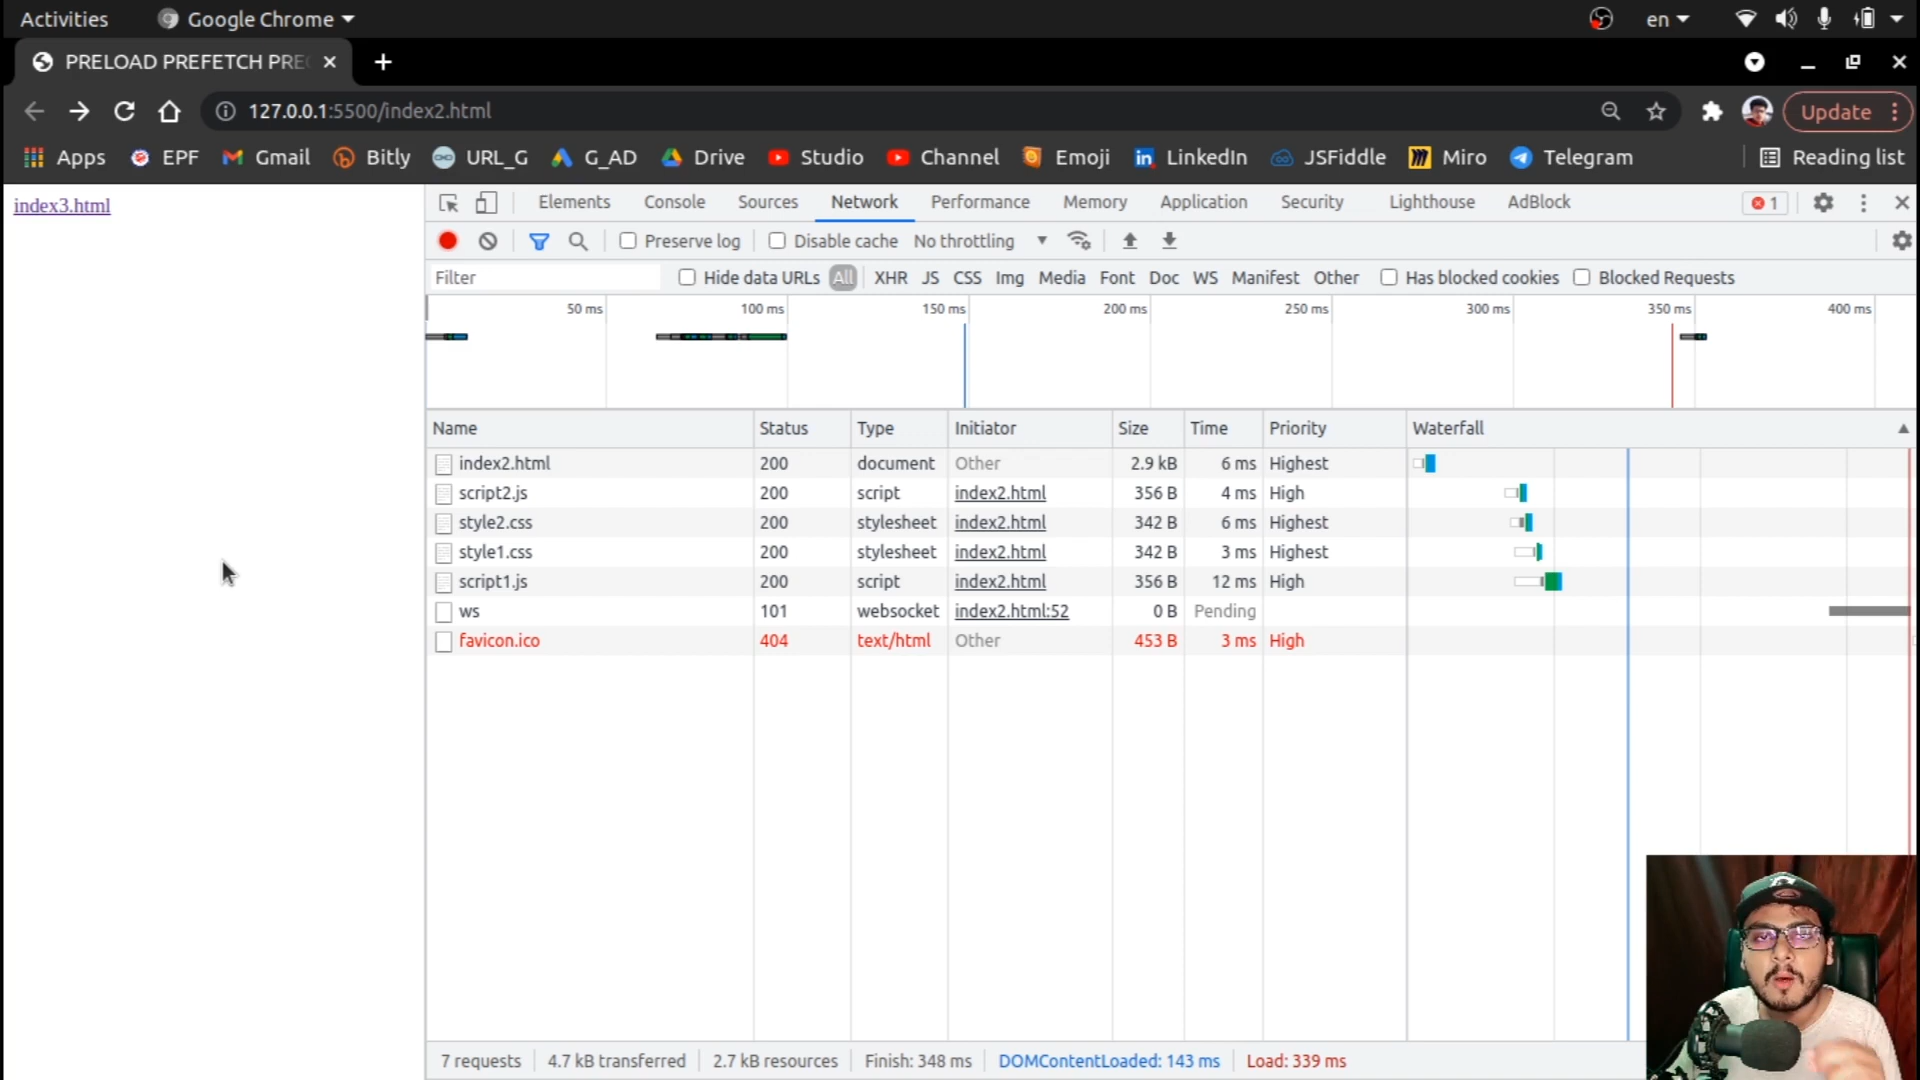 Activities Google Chrome en
PRELOAD PREFETCH PREC
127.0.0.1:5500/index2.html Update
Apps EPF Gmail Bitly URL_G G_AD Drive Studio Channel Emoji LinkedIn JSFiddle Miro Telegram Reading list
index3.html
Elements Console Sources Network Performance Memory Application Security Lighthouse AdBlock 1
Preserve log Disable cache No throttling
Filter Hide data URLs All XHR JS CSS Img Media Font Doc WS Manifest Other Has blocked cookies Blocked Requests
50 ms 100 ms 150 ms 200 ms 250 ms 300 ms 350 ms 400 ms
Name Status Type Initiator Size Time Priority Waterfall
index2.html 200 document Other 2.9 kB 6 ms Highest
script2.js 200 script index2.html 356 B 4 ms High
style2.css 200 stylesheet index2.html 342 B 6 ms Highest
style1.css 200 stylesheet index2.html 342 B 3 ms Highest
script1.js 200 script index2.html 356 B 12 ms High
ws 101 websocket index2.html:52 0 B Pending
favicon.ico 404 text/html Other 453 B 3 ms High
7 requests 4.7 kB transferred 2.7 kB resources Finish: 348 ms DOMContentLoaded: 143 ms Load: 339 ms